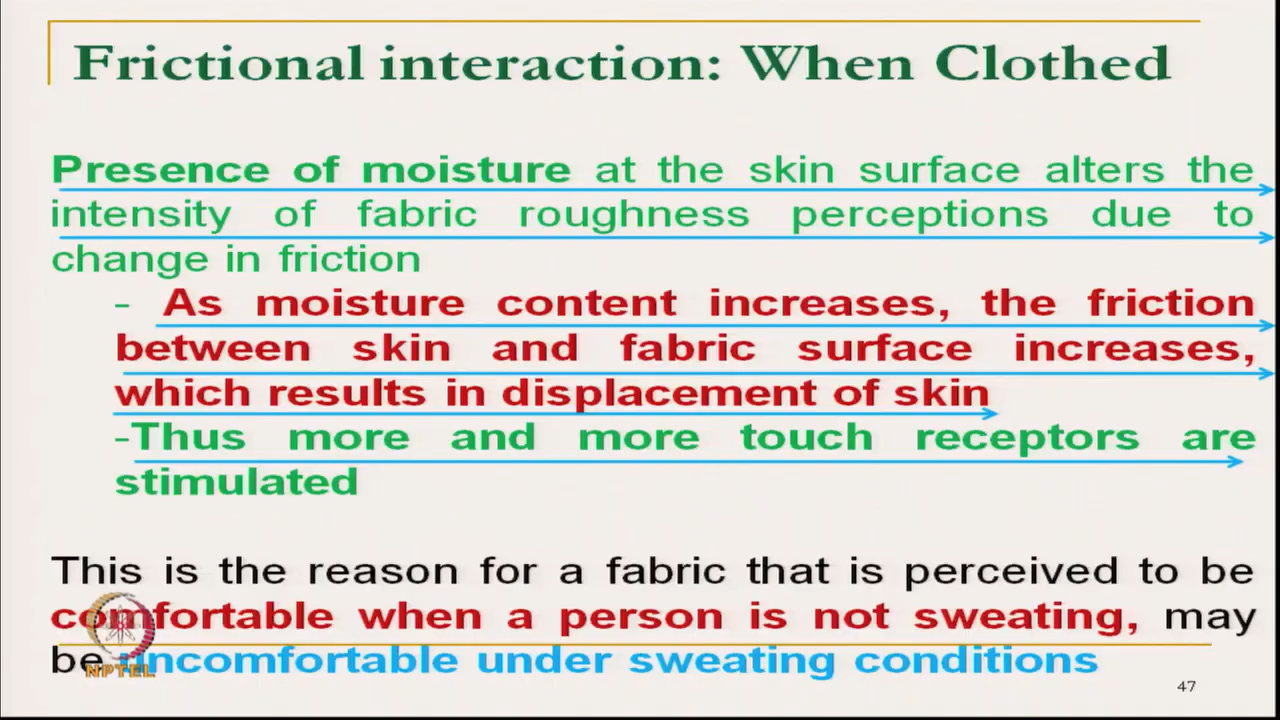 Frictional interaction: When Clothed
Presence of moisture at the skin surface alters the
intensity of fabric roughness perceptions due to
change in friction
- As moisture content increases, the friction
between skin and fabric surface increases,
which results in displacement of skin
-Thus more and more touch receptors are
stimulated
This is the reason for a fabric that is perceived to be
comfortable when a person is not sweating, may
be uncomfortable under sweating conditions
NPTEL
47